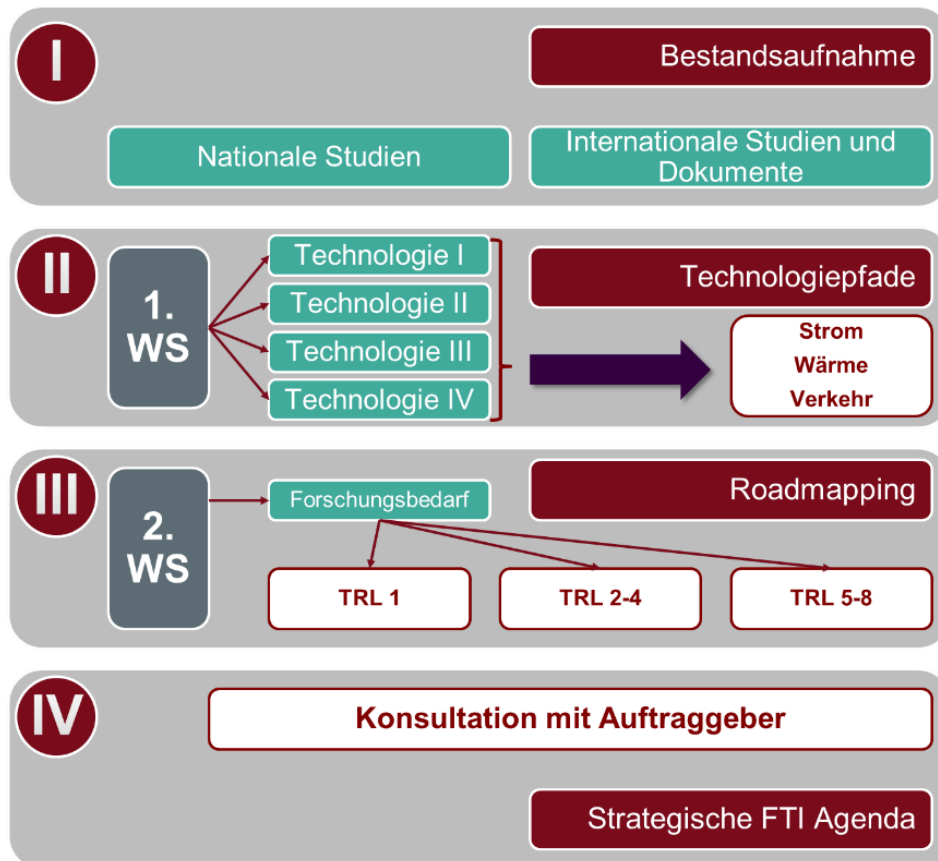 I
Bestandsaufnahme
Nationale Studien
Internationale Studien und
Dokumente
II
1.
WS
Technologie I
Technologie II
Technologie III
Technologie IV
Technologiepfade
Strom
Wärme
Verkehr
III
2.
WS
Forschungsbedarf
Roadmapping
TRL 1
TRL 2-4
TRL 5-8
IV
Konsultation mit Auftraggeber
Strategische FTI Agenda